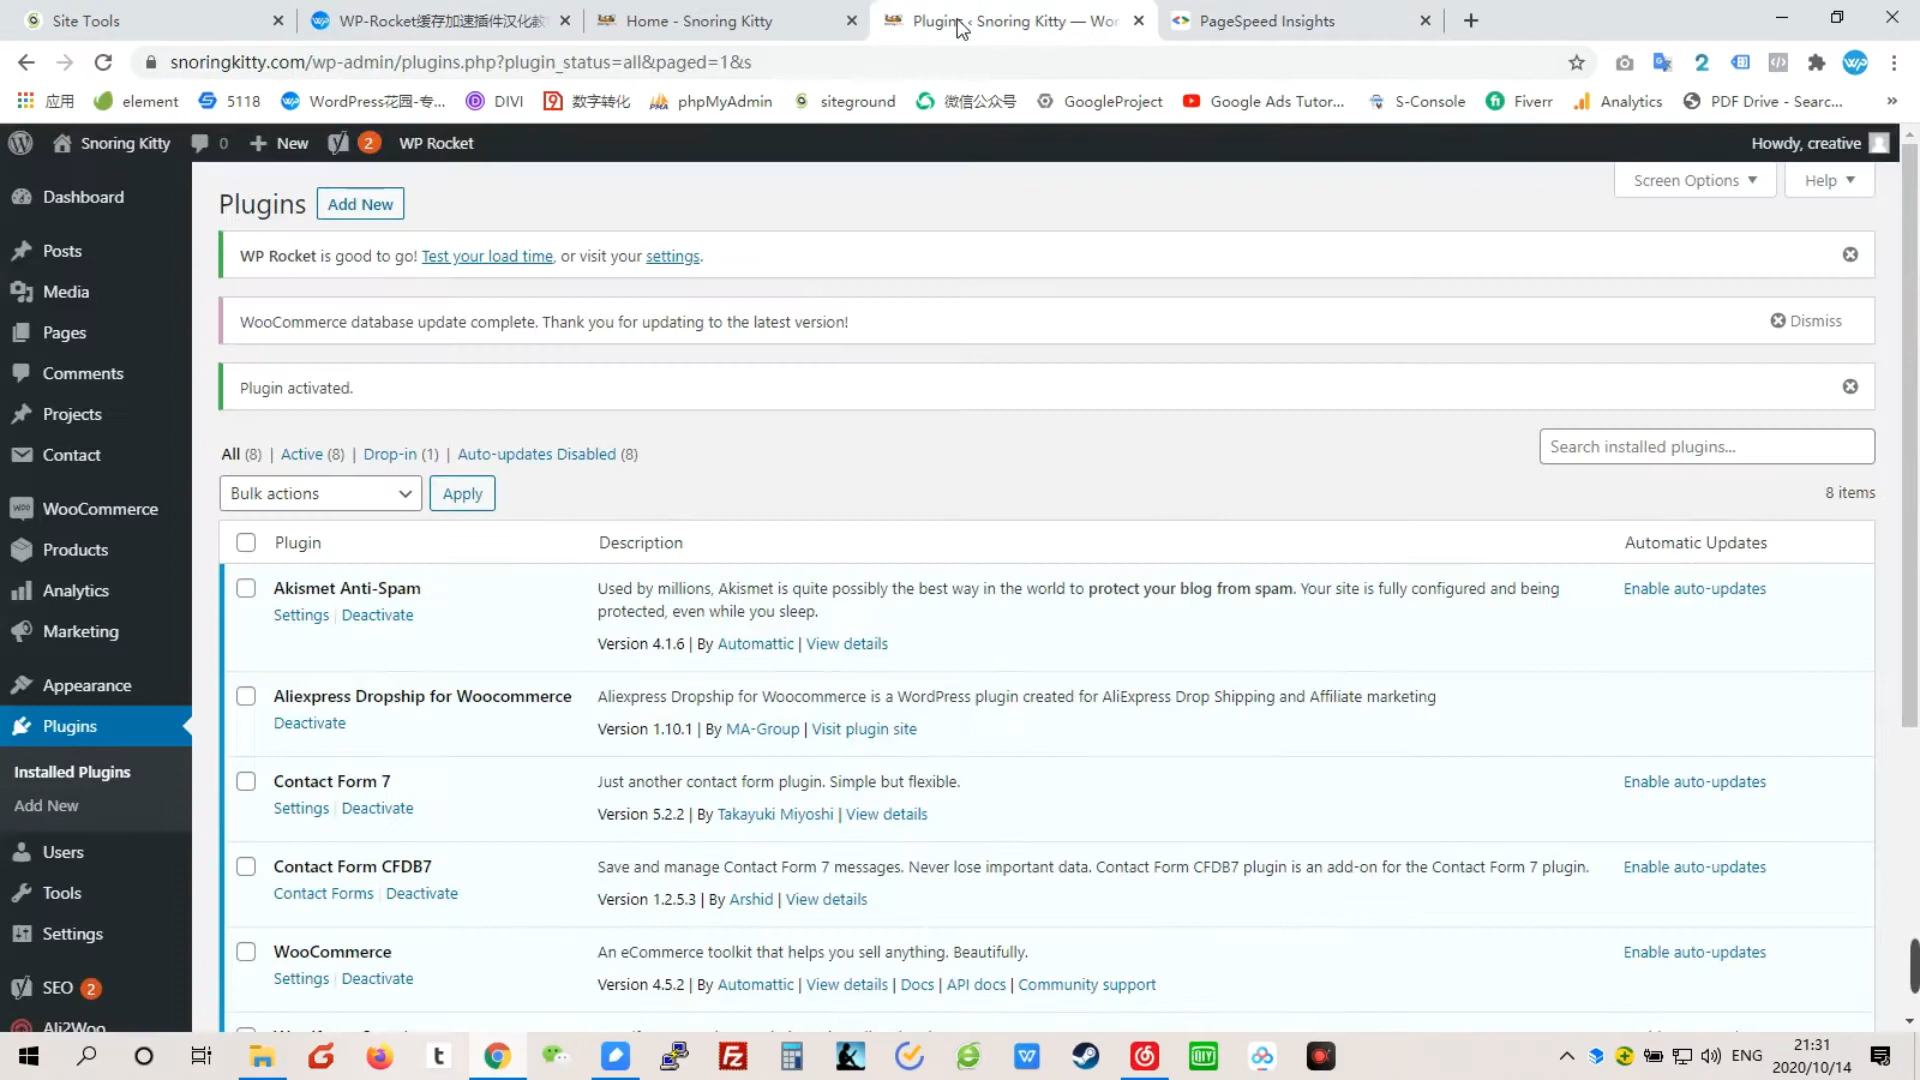 Site Tools
WP-Rocket缓存加速插件汉化教
Home - Snoring Kitty
Plugins ‹ Snoring Kitty — Wor
PageSpeed Insights
snoringkitty.com/wp-admin/plugins.php?plugin_status=all&paged=1&s
应用
element
5118
WordPress花园-专...
DIVI
数字转化
phpMyAdmin
siteground
微信公众号
GoogleProject
Google Ads Tutor...
S-Console
Fiverr
Analytics
PDF Drive - Searc...
Snoring Kitty
0
New
2
WP Rocket
Howdy, creative
Dashboard
Posts
Media
Pages
Comments
Projects
Contact
WooCommerce
Products
Analytics
Marketing
Appearance
Plugins
Installed Plugins
Add New
Users
Tools
Settings
SEO 2
Ali2Woo
Screen Options
Help
Plugins Add New
WP Rocket is good to go! Test your load time, or visit your settings.
WooCommerce database update complete. Thank you for updating to the latest version!
Dismiss
Plugin activated.
All (8) | Active (8) | Drop-in (1) | Auto-updates Disabled (8)
Search installed plugins...
Bulk actions
Apply
8 items
Plugin Description Automatic Updates
Akismet Anti-Spam
Settings | Deactivate
Used by millions, Akismet is quite possibly the best way in the world to protect your blog from spam. Your site is fully configured and being
protected, even while you sleep.
Version 4.1.6 | By Automattic | View details
Enable auto-updates
Aliexpress Dropship for Woocommerce
Deactivate
Aliexpress Dropship for Woocommerce is a WordPress plugin created for AliExpress Drop Shipping and Affiliate marketing
Version 1.10.1 | By MA-Group | Visit plugin site
Contact Form 7
Settings | Deactivate
Just another contact form plugin. Simple but flexible.
Version 5.2.2 | By Takayuki Miyoshi | View details
Enable auto-updates
Contact Form CFDB7
Contact Forms | Deactivate
Save and manage Contact Form 7 messages. Never lose important data. Contact Form CFDB7 plugin is an add-on for the Contact Form 7 plugin.
Version 1.2.5.3 | By Arshid | View details
Enable auto-updates
WooCommerce
Settings | Deactivate
An eCommerce toolkit that helps you sell anything. Beautifully.
Version 4.5.2 | By Automattic | View details | Docs | API docs | Community support
Enable auto-updates
ENG
21:31
2020/10/14